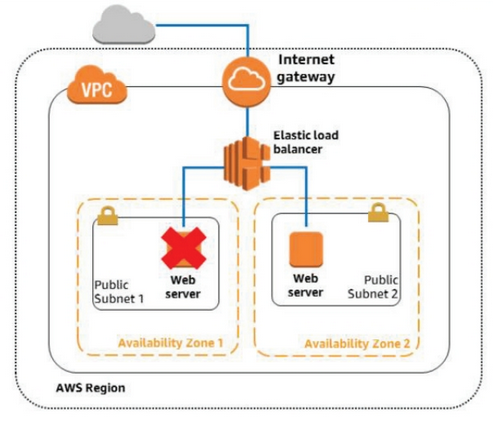 Internet
gateway
VPC
Elastic load
balancer
Web
server
Public
Subnet 1
Web
server
Public
Subnet 2
Availability Zone 1
Availability Zone 2
AWS Region